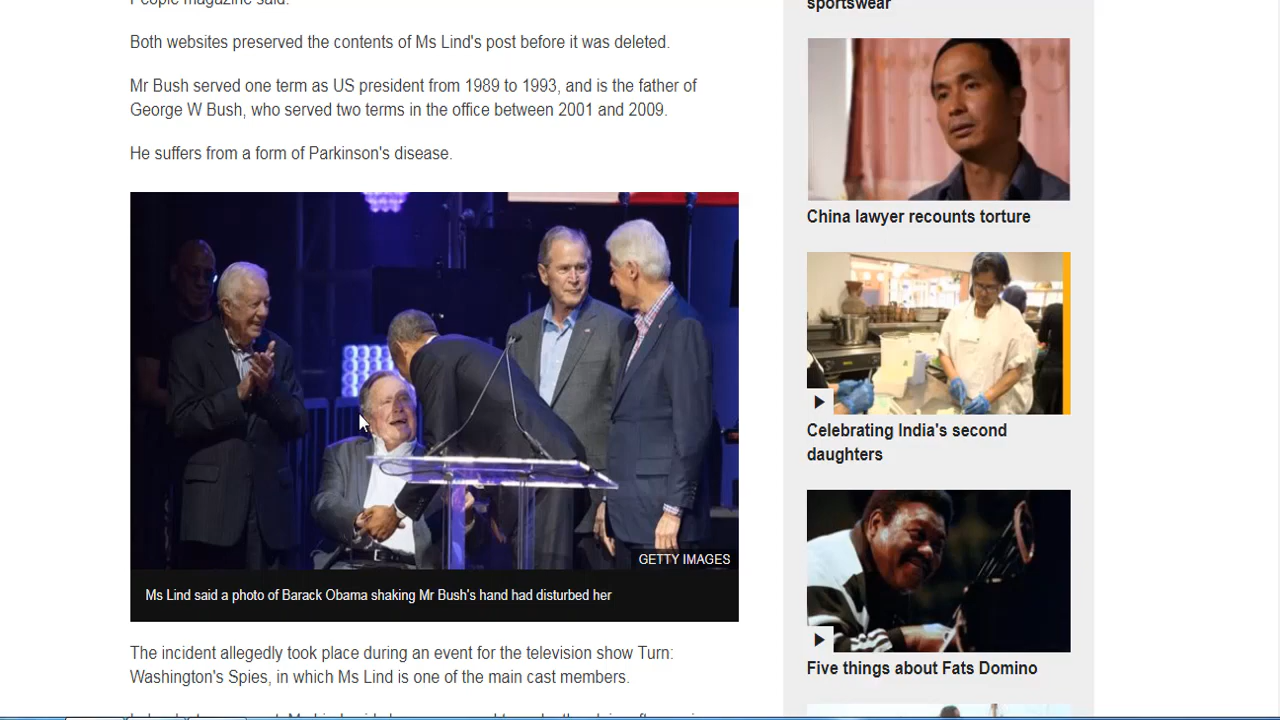 People magazine said.
Both websites preserved the contents of Ms Lind's post before it was deleted.
Mr Bush served one term as US president from 1989 to 1993, and is the father of
George W Bush, who served two terms in the office between 2001 and 2009.
He suffers from a form of Parkinson's disease.
GETTY IMAGES
Ms Lind said a photo of Barack Obama shaking Mr Bush's hand had disturbed her
The incident allegedly took place during an event for the television show Turn:
Washington's Spies, in which Ms Lind is one of the main cast members.
sportswear
China lawyer recounts torture
Celebrating India's second
daughters
Five things about Fats Domino